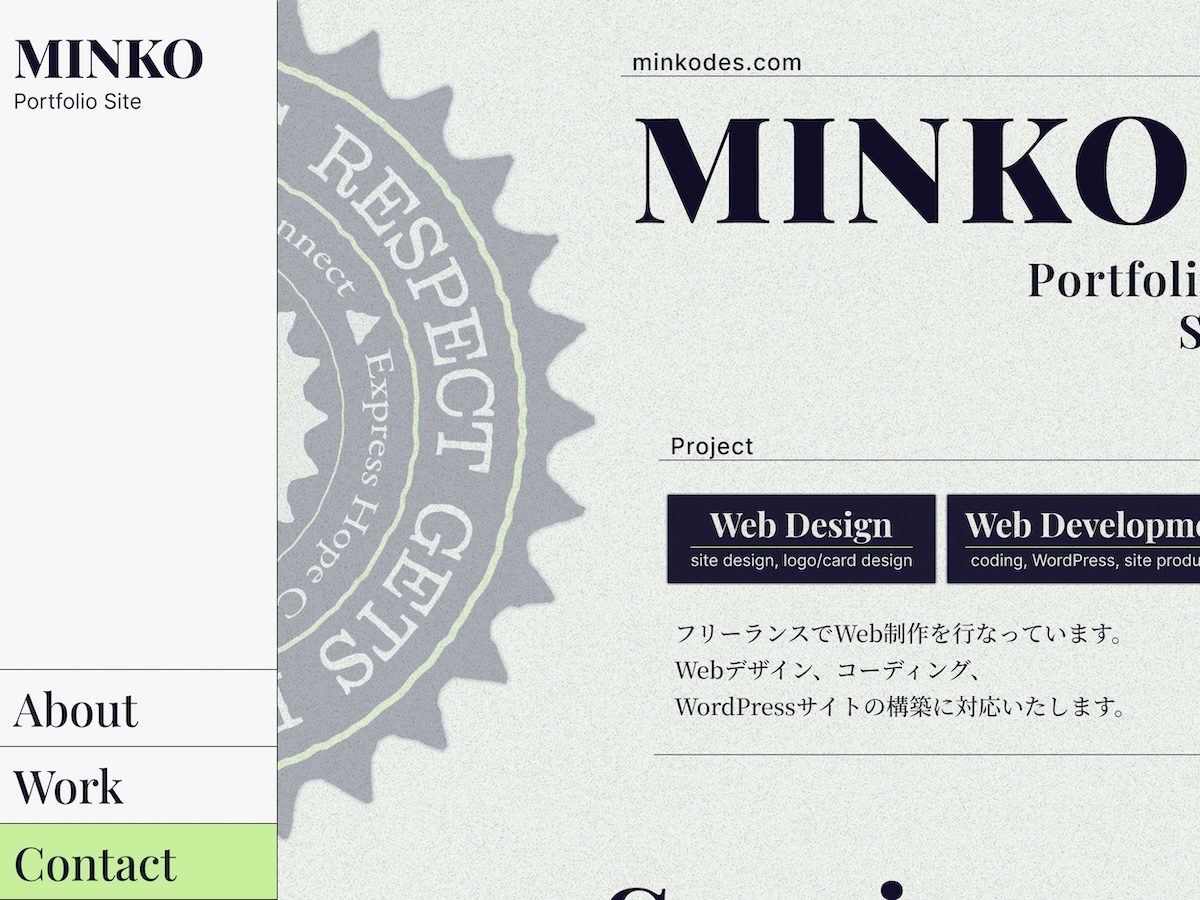 MINKO
Portfolio Site
About
Work
Contact
RESPECT GETS
nnect
Express Hope C
minkodes.com
MINKO
Portfoli
S
Project
Web Design
site design, logo/card design
Web Developme
coding, WordPress, site produ
フリーランスでWeb制作を行なっています。
Webデザイン、コーディング、
WordPressサイトの構築に対応いたします。